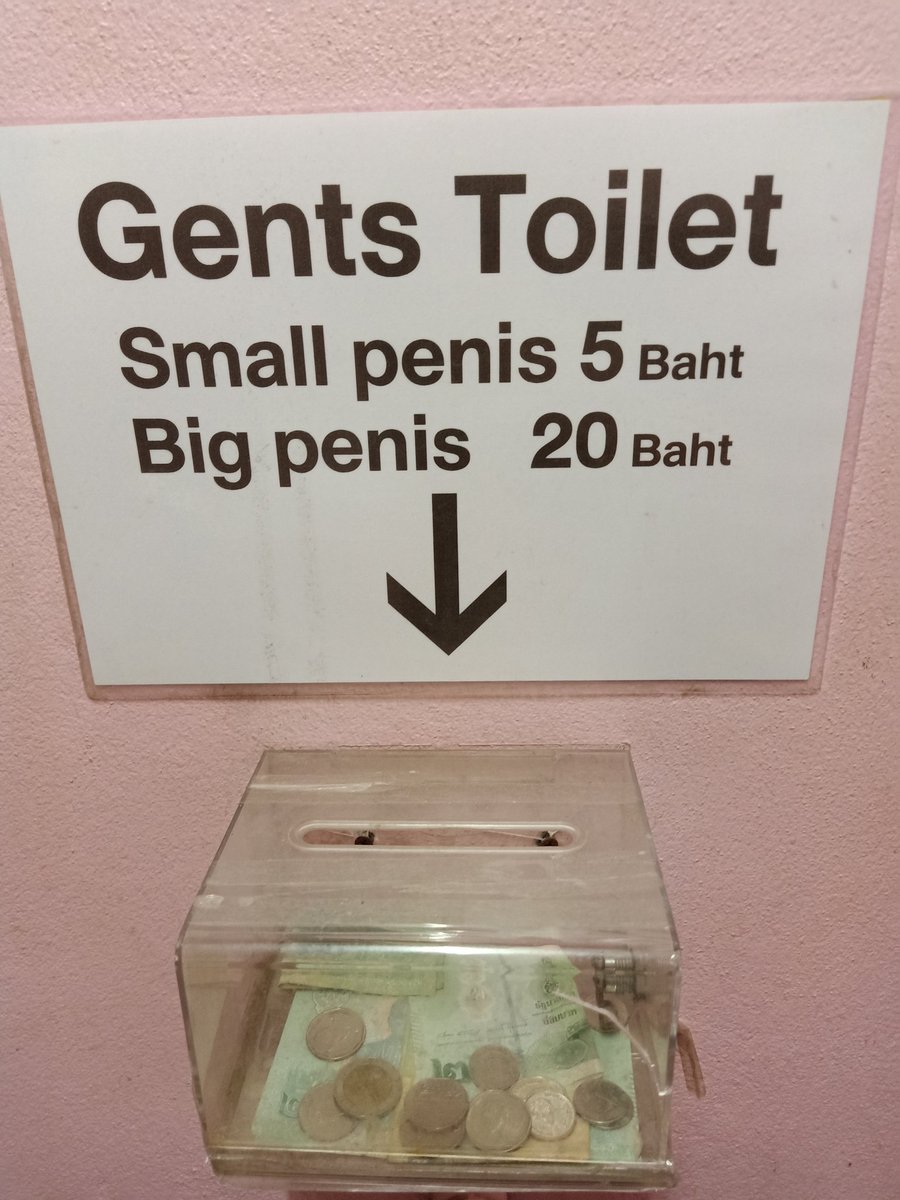 Gents Toilet
Small penis 5 Baht
Big penis 20 Baht